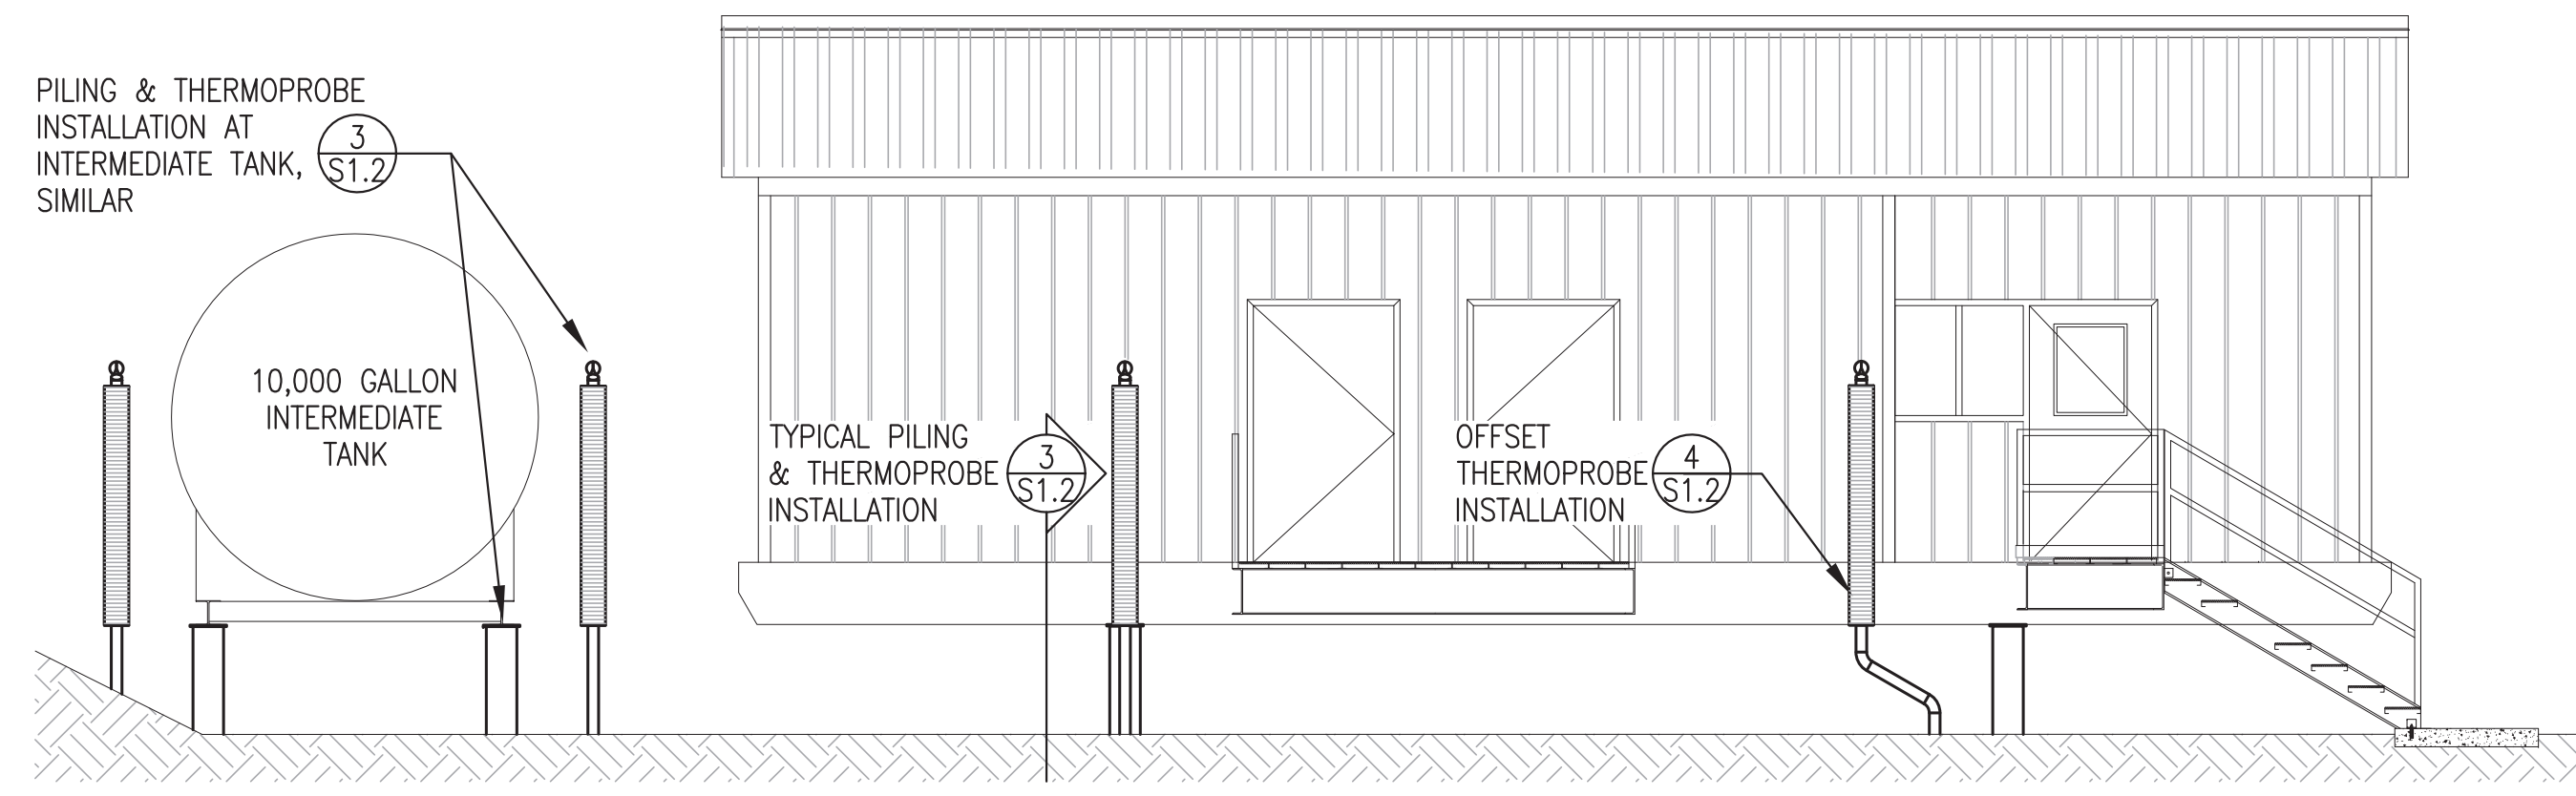 PILING & THERMOPROBE
INSTALLATION AT
INTERMEDIATE TANK,
SIMILAR
3
S1.2
10,000 GALLON
INTERMEDIATE
TANK
TYPICAL PILING
& THERMOPROBE
INSTALLATION
3
S1.2
OFFSET
THERMOPROBE
INSTALLATION
4
S1.2